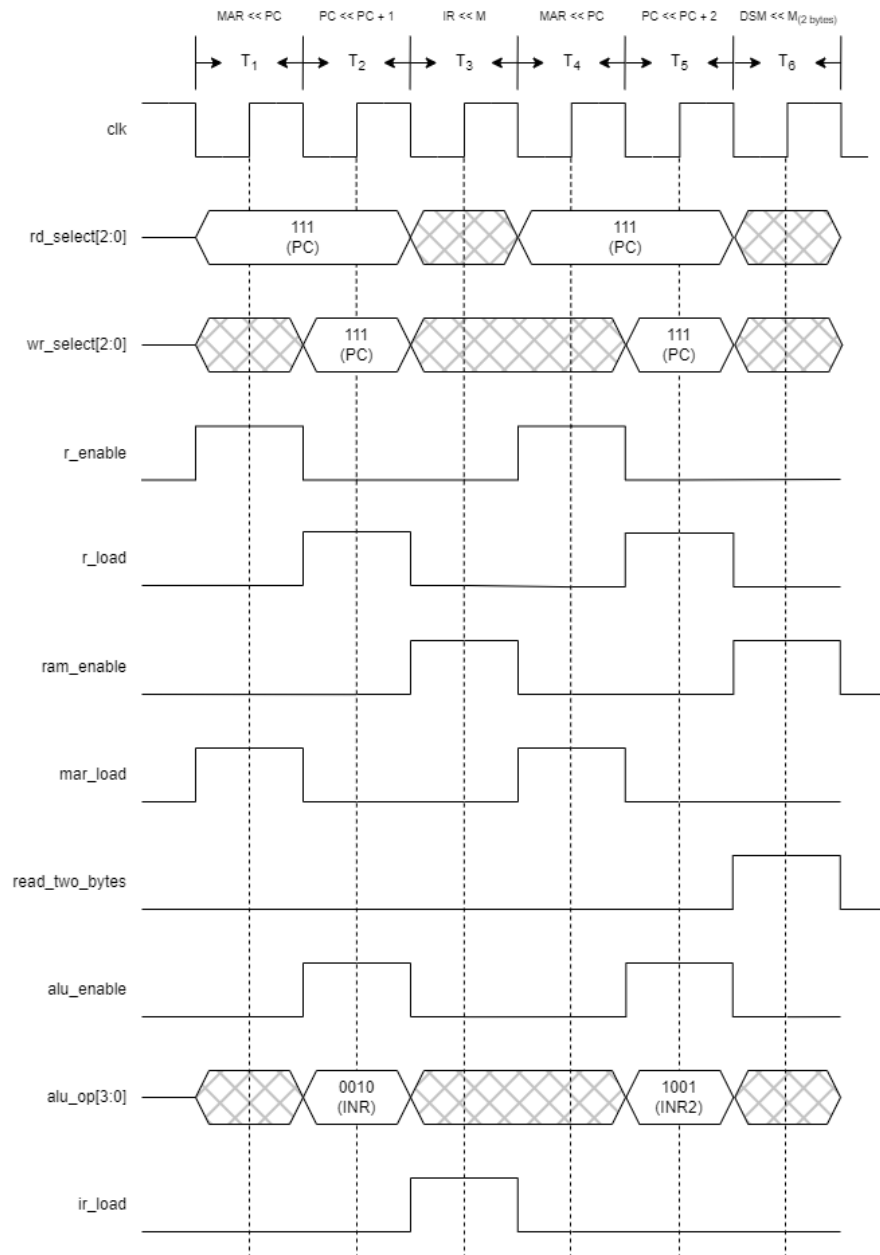 MAR << PC PC << PC + 1 IR << M MAR << PC PC << PC + 2 DSM << M(2 bytes)
T1 T2 T3 T4 T5 T6
clk
rd_select[2:0]
111
(PC)
111
(PC)
wr_select[2:0]
111
(PC)
111
(PC)
r_enable
r_load
ram_enable
mar_load
read_two_bytes
alu_enable
alu_op[3:0]
0010
(INR)
1001
(INR2)
ir_load